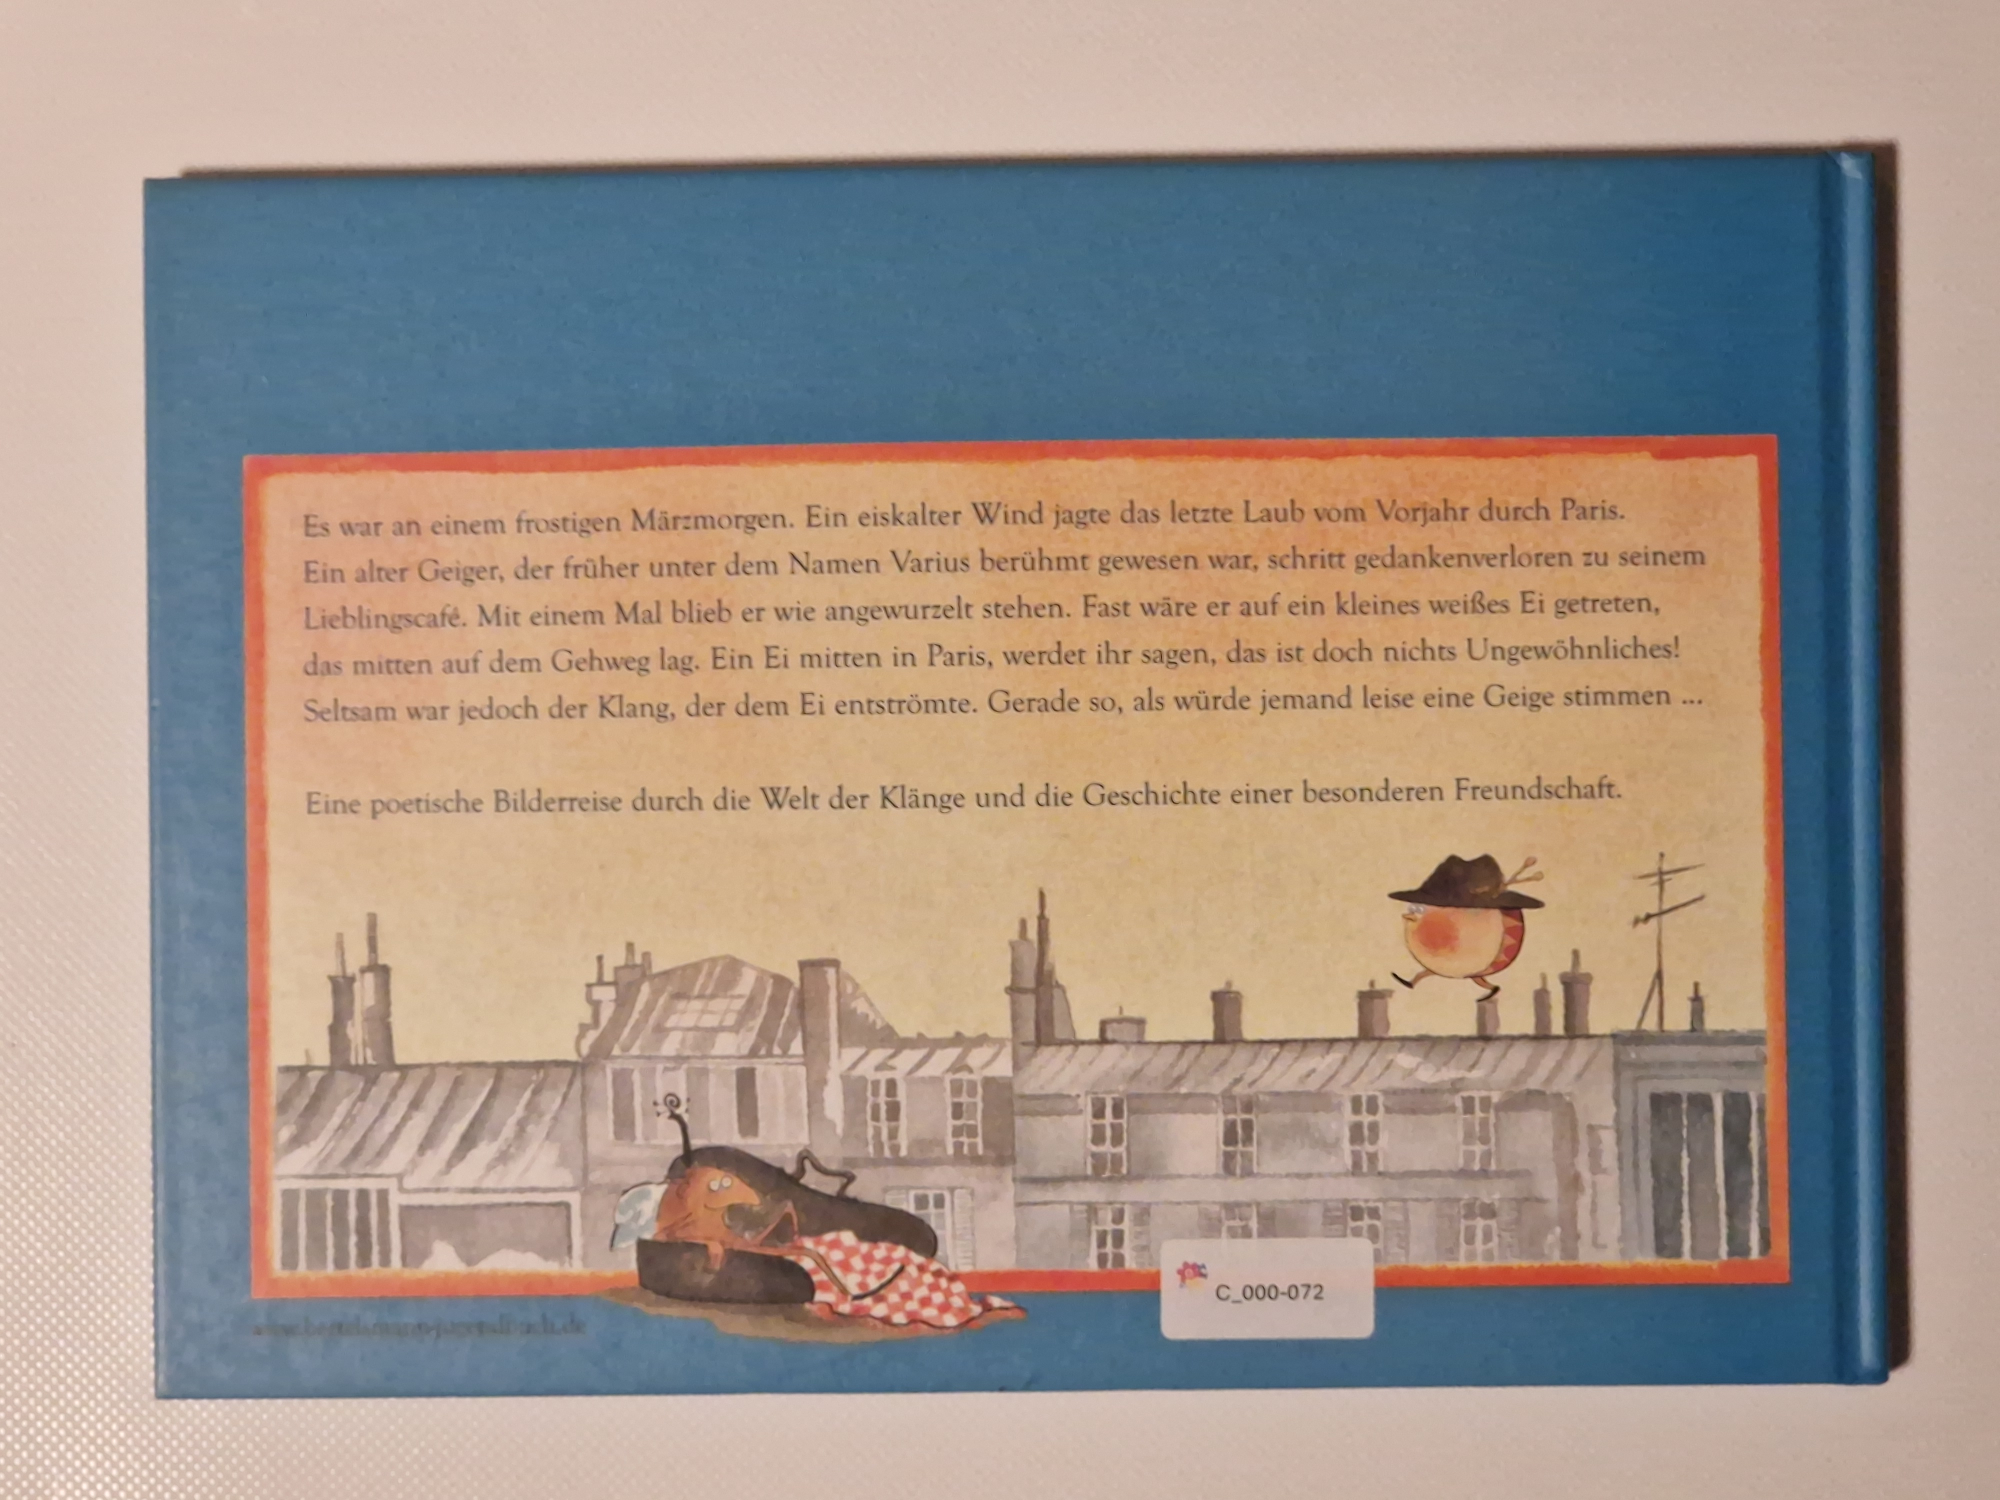 Es war an einem frostigen Märzmorgen. Ein eiskalter Wind jagte das letzte Laub vom Vorjahr durch Paris.
Ein alter Geiger, der früher unter dem Namen Varius berühmt gewesen war, schritt gedankenverloren zu seinem
Lieblingscafé. Mit einem Mal blieb er wie angewurzelt stehen. Fast wäre er auf ein kleines weißes Ei getreten,
das mitten auf dem Gehweg lag. Ein Ei mitten in Paris, werdet ihr sagen, das ist doch nichts Ungewöhnliches!
Seltsam war jedoch der Klang, der dem Ei entströmte. Gerade so, als würde jemand leise eine Geige stimmen ...
Eine poetische Bilderreise durch die Welt der Klänge und die Geschichte einer besonderen Freundschaft.
C_000-072
www.bertelsmann-jugendbuch.de